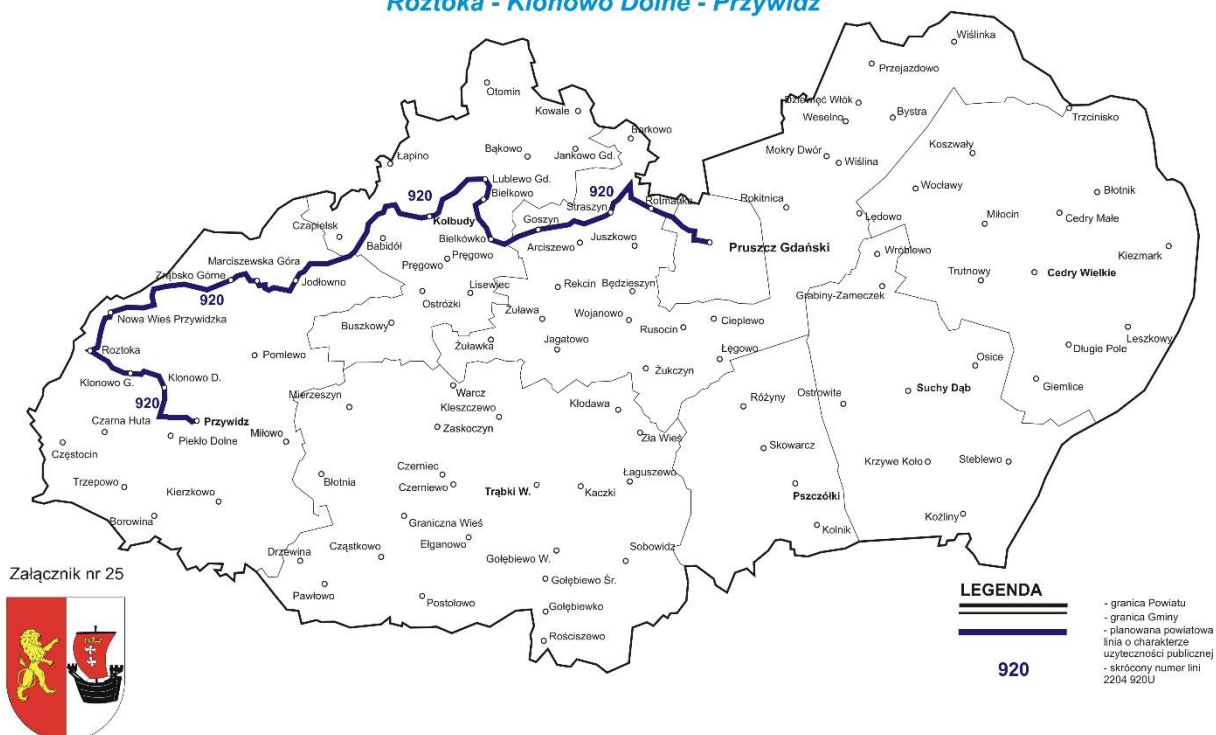 Roztoka - Klonowo Dolne - Przywidz
Wiślinka
Przejazdowo
Otomin
Kowale
Dziewięć Włók
Weselno
Bystra
Trzcinisko
Borkowo
Bąkowo
Jankowo Gd.
Mokry Dwór
Wiślina
Koszwały
Łapino
Lublewo Gd.
920
Bielkowo
920
Straszyn
Rotmanka
Rokitnica
Wocławy
Błotnik
Kolbudy
Goszyn
Lędowo
Miłocin
Cedry Małe
Czapielsk
Babidół
Bielkówko
Arciszewo
Juszkowo
Pruszcz Gdański
Wróblewo
Kiezmark
Marciszewska Góra
Pręgowo
Pręgowo
Zrąbsko Górne
Jodłowno
Lisewiec
Rekcin
Będzieszyn
Grabiny-Zameczek
Trutnowy
Cedry Wielkie
920
Ostróżki
Nowa Wieś Przywidzka
Buszkowy
Żuława
Wojanowo
Rusocin
Cieplewo
Leszkowy
Roztoka
Pomlewo
Żuławka
Jagatowo
Łęgowo
Długie Pole
Osice
Klonowo G.
Klonowo D.
Żukczyn
Giemlice
Mierzeszyn
Warcz
Suchy Dąb
920
Kleszczewo
Kłodawa
Różyny
Ostrowite
Czarna Huta
Przywidz
Zaskoczyn
Częstocin
Piekło Dolne
Miłowo
Zła Wieś
Skowarcz
Trzepowo
Kierzkowo
Błotnia
Czerniec
Czerniewo
Trąbki W.
Kaczki
Łaguszewo
Krzywe Koło
Steblewo
Pszczółki
Borowina
Graniczna Wieś
Kolnik
Koźliny
Drzewina
Cząstkowo
Ełganowo
Gołębiewo W.
Sobowidz
Załącznik nr 25
Pawłowo
Postołowo
Gołębiewo Śr.
Gołębiewko
Rościszewo
LEGENDA
- granica Powiatu
- granica Gminy
- planowana powiatowa
linia o charakterze
uzyteczności publicznej
920
- skrócony numer lini
2204 920U